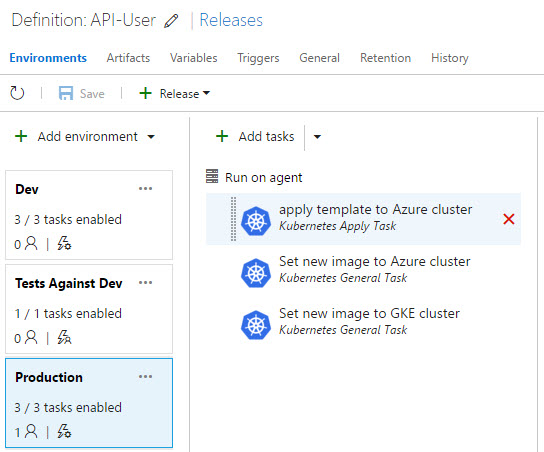 Definition: API-User | Releases
Environments Artifacts Variables Triggers General Retention History
Save + Release
+ Add environment
+ Add tasks
Dev ...
3 / 3 tasks enabled
0
Tests Against Dev ...
1 / 1 tasks enabled
0
Production ...
3 / 3 tasks enabled
1
Run on agent
apply template to Azure cluster
Kubernetes Apply Task
Set new image to Azure cluster
Kubernetes General Task
Set new image to GKE cluster
Kubernetes General Task